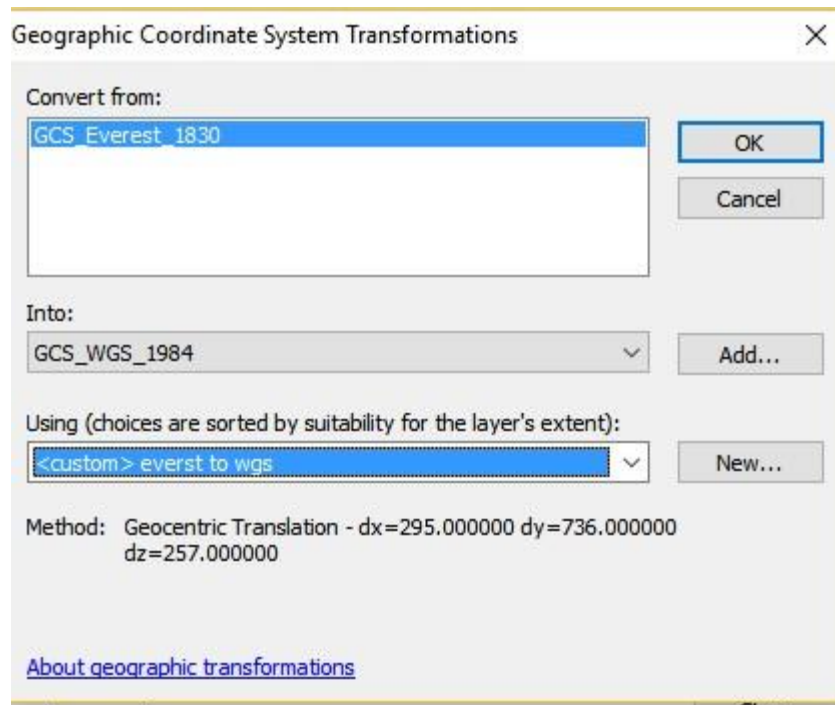 Geographic Coordinate System Transformations
Convert from:
GCS_Everest_1830
OK
Cancel
Into:
GCS_WGS_1984
Add...
Using (choices are sorted by suitability for the layer's extent):
<custom> everst to wgs
New...
Method: Geocentric Translation - dx=295.000000 dy=736.000000
dz=257.000000
About geographic transformations